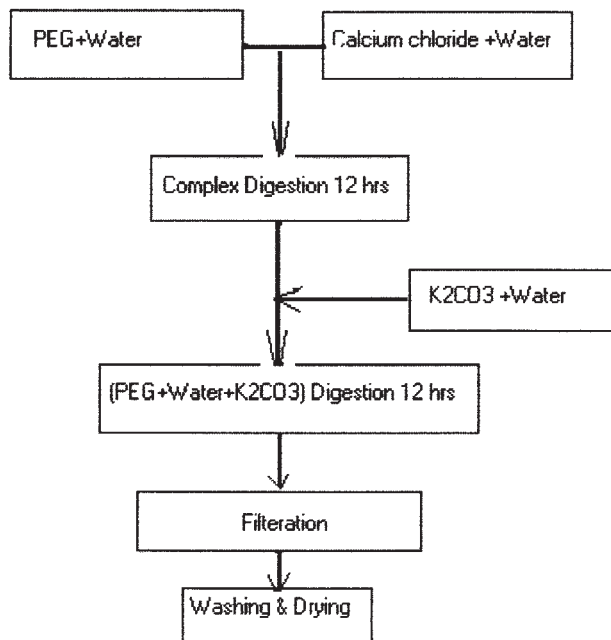 PEG+Water
Calcium chloride +Water
Complex Digestion 12 hrs
K2CO3 +Water
(PEG+Water+K2CO3) Digestion 12 hrs
Filteration
Washing & Drying